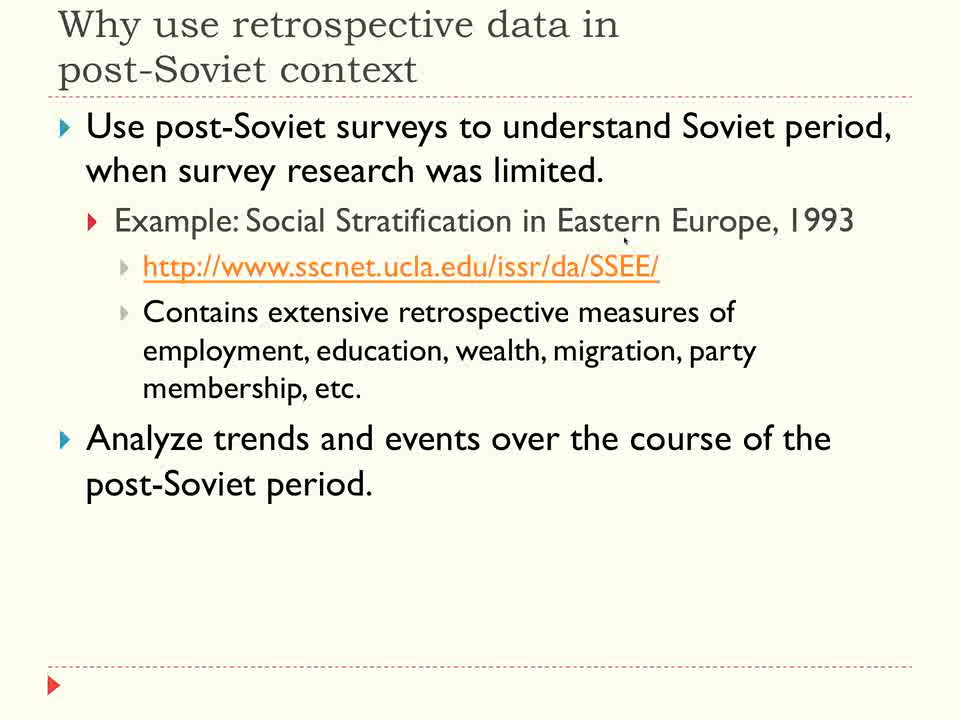 Why use retrospective data in
post-Soviet context
Use post-Soviet surveys to understand Soviet period,
when survey research was limited.
Example: Social Stratification in Eastern Europe, 1993
http://www.sscnet.ucla.edu/issr/da/SSEE/
Contains extensive retrospective measures of
employment, education, wealth, migration, party
membership, etc.
Analyze trends and events over the course of the
post-Soviet period.